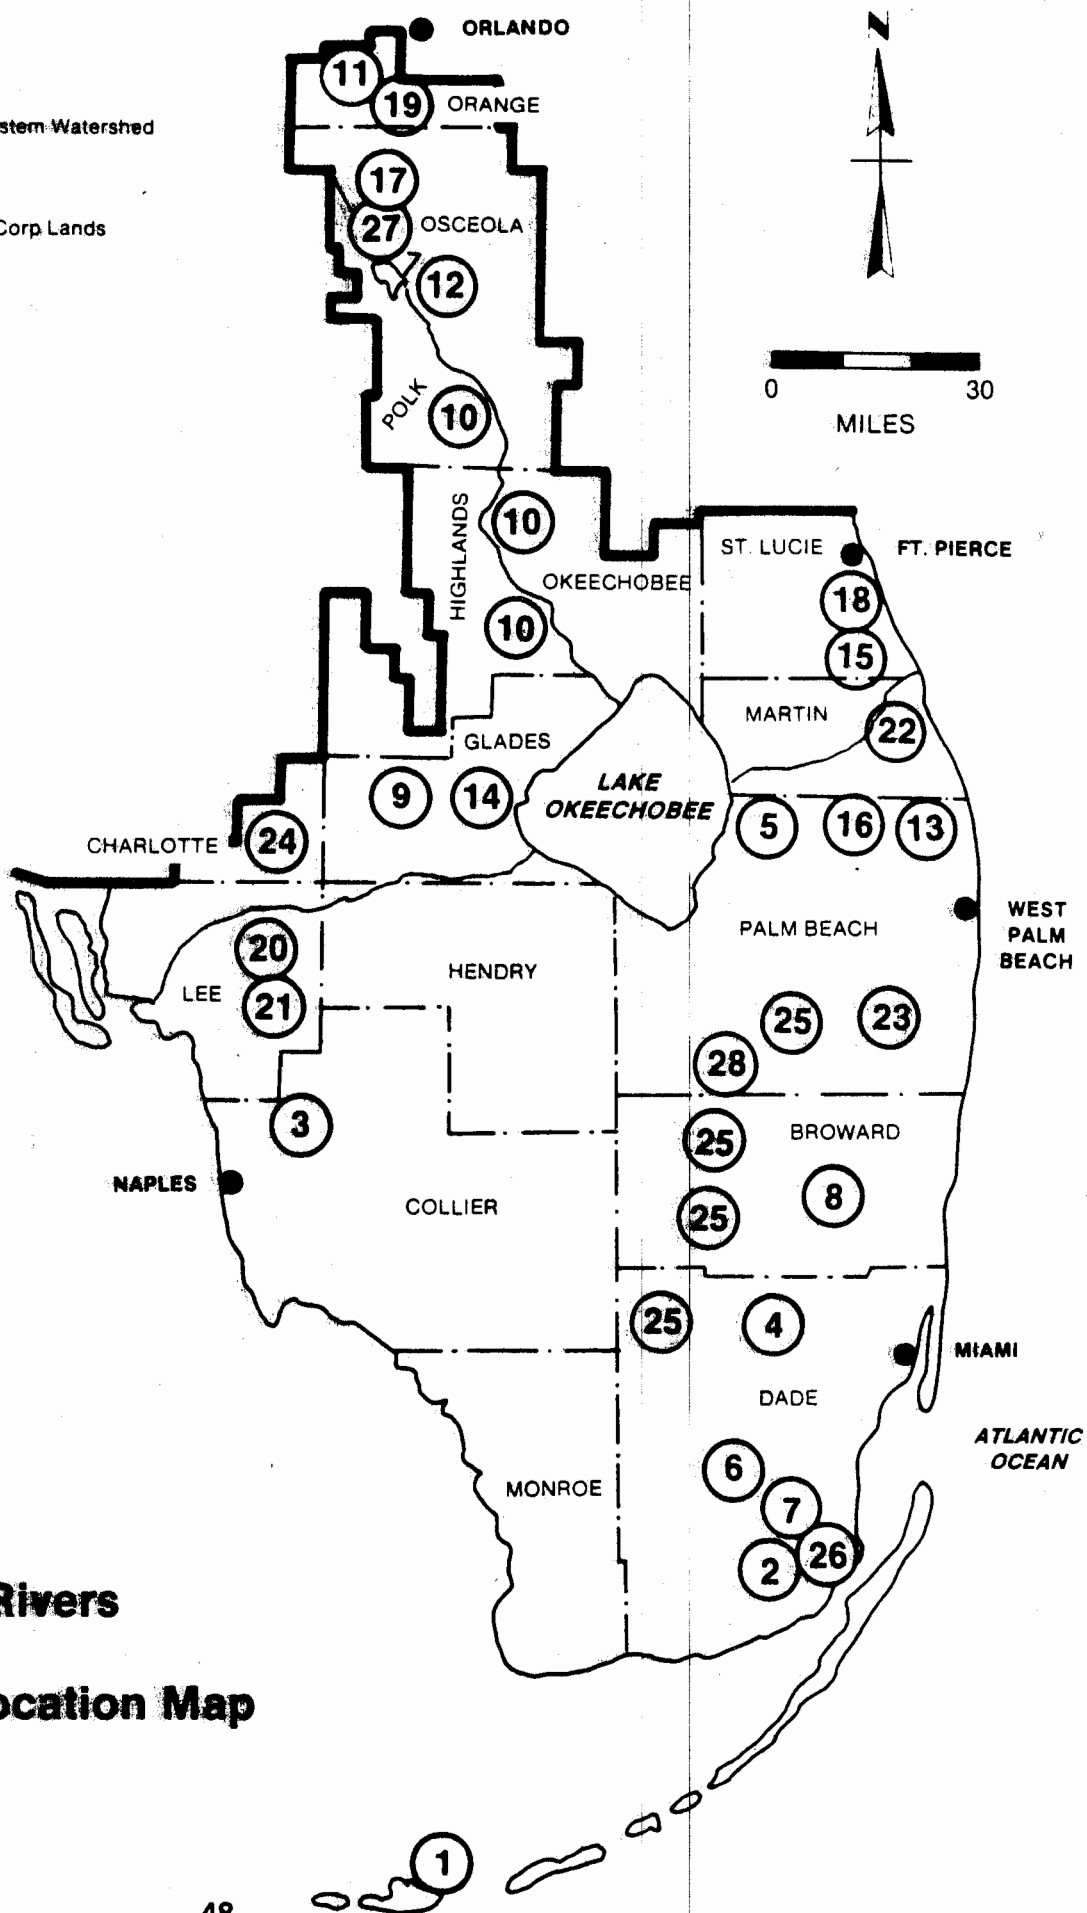 N
ORLANDO
11
19
ORANGE
stem Watershed
17
27
OSCEOLA
Corp Lands
12
0
30
MILES
POLK
10
HIGHLANDS
10
OKEECHOBEE
10
ST. LUCIE
FT. PIERCE
18
15
MARTIN
22
GLADES
9
14
LAKE
OKEECHOBEE
5
16
13
CHARLOTTE
24
WEST
PALM
BEACH
PALM BEACH
20
LEE
21
HENDRY
25
23
28
3
25
BROWARD
NAPLES
COLLIER
25
8
25
4
MIAMI
DADE
ATLANTIC
OCEAN
6
MONROE
7
26
2
Rivers
ocation Map
1
48